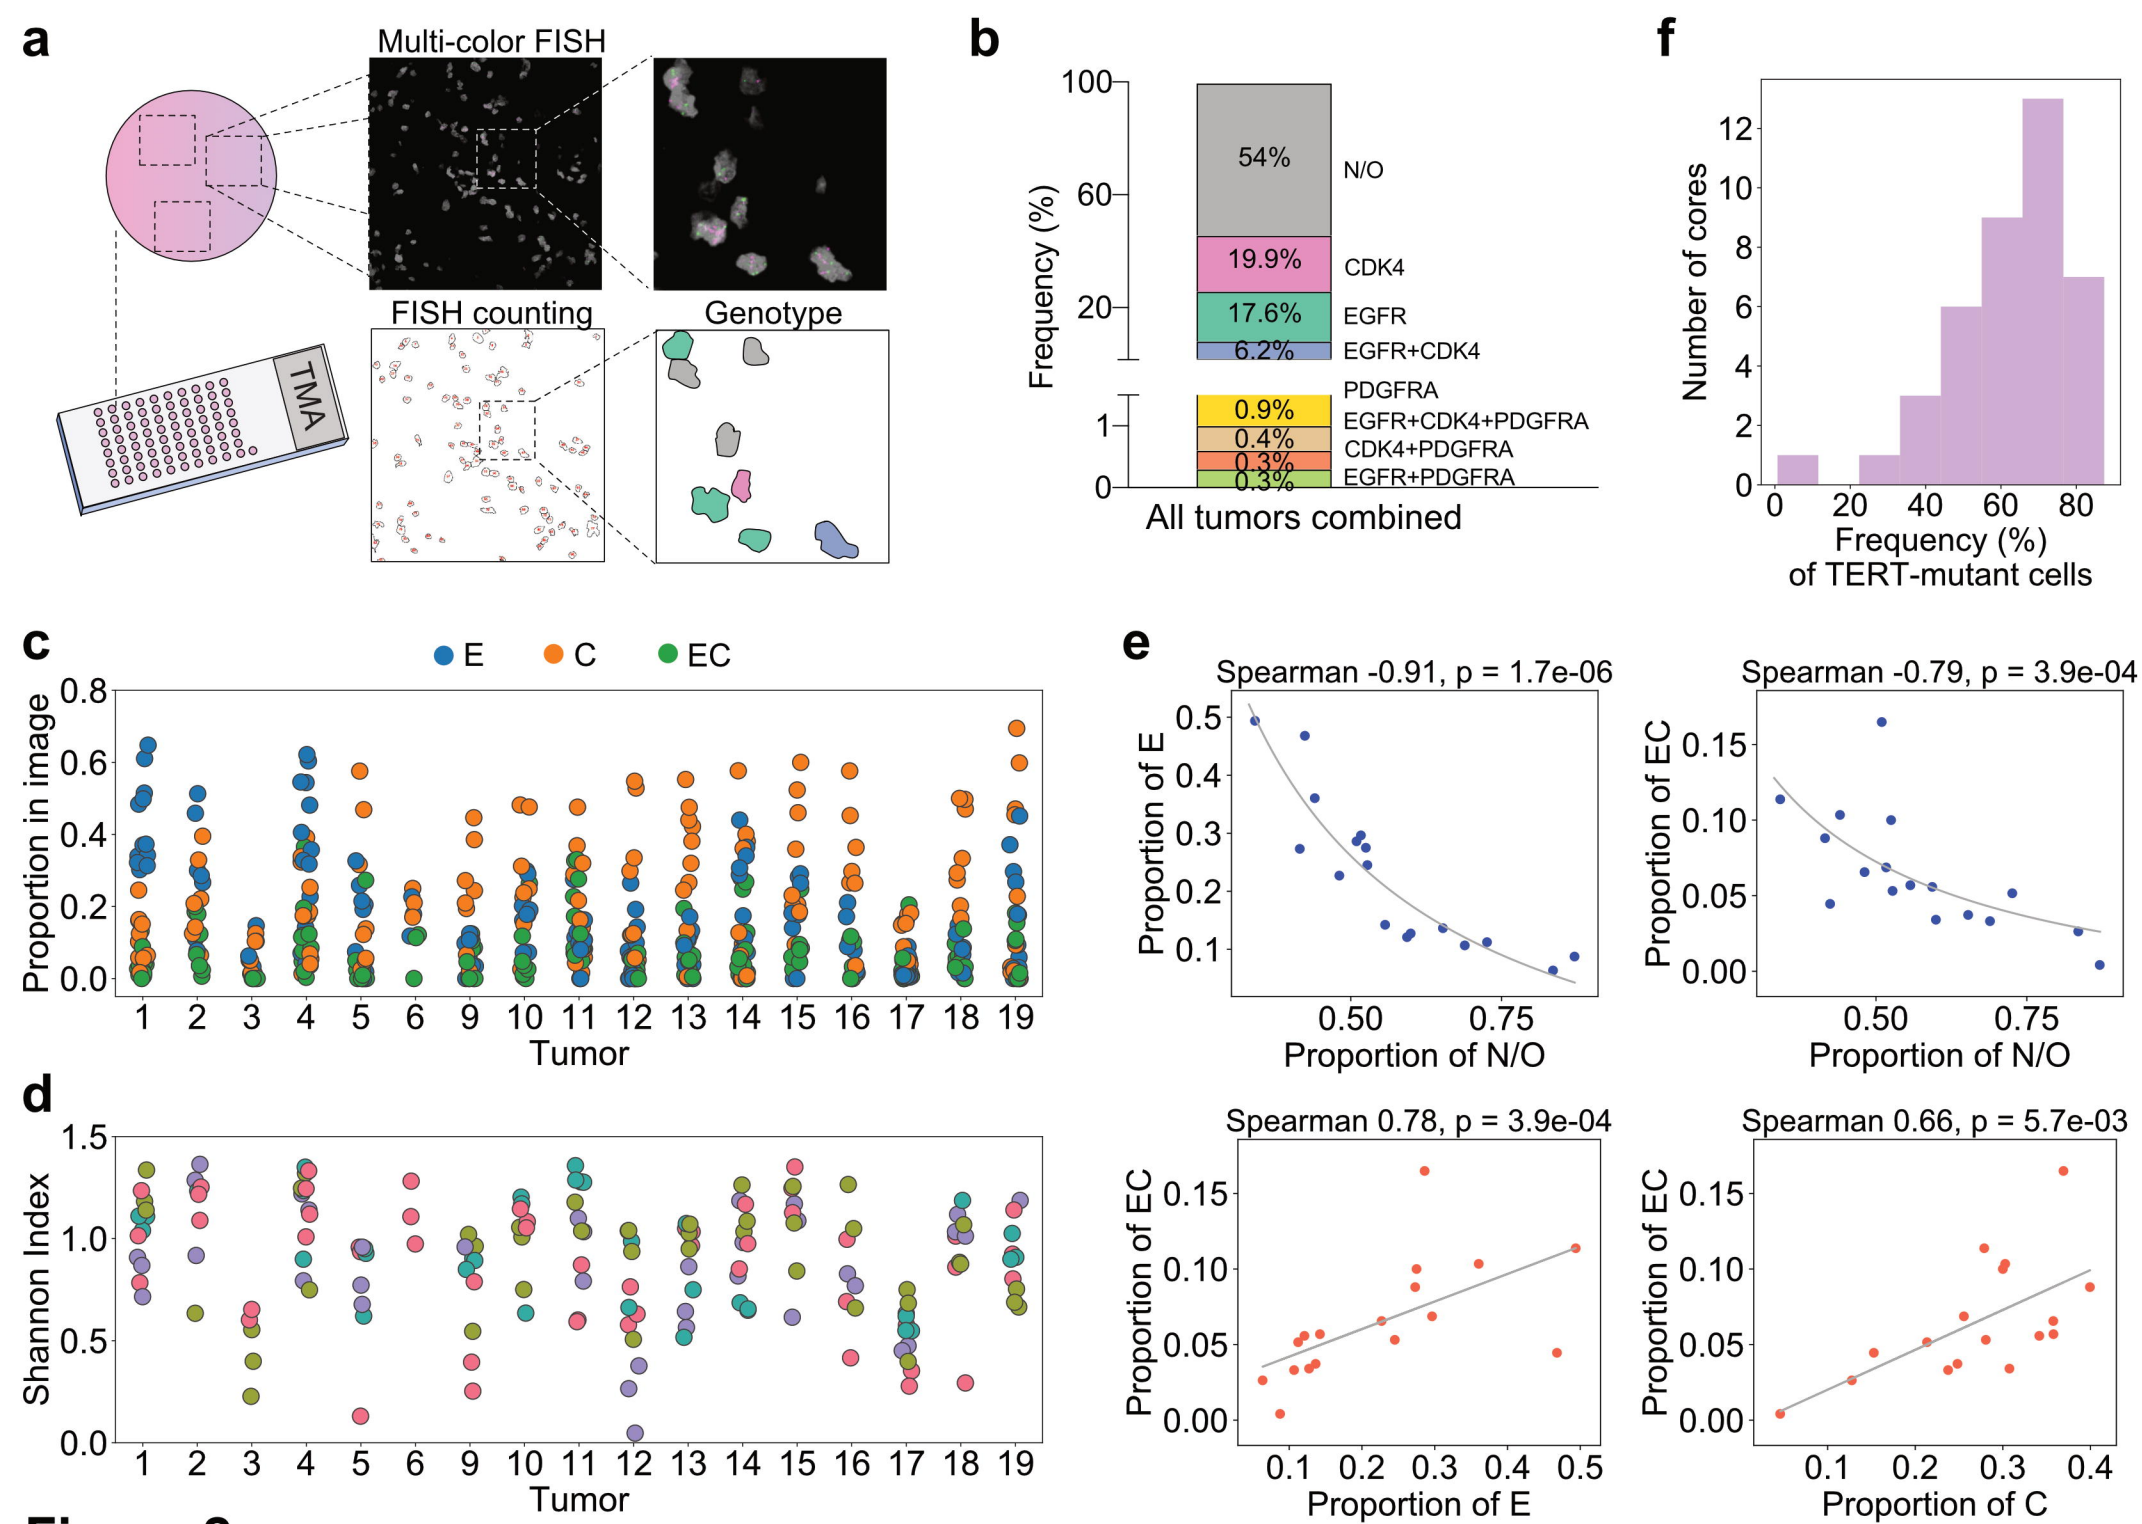 a
Multi-color FISH
FISH counting
Genotype
TMA
b
Frequency (%)
100
60
20
1
0
54%
19.9%
17.6%
6.2%
0.9%
0.4%
0.3%
0.3%
N/O
CDK4
EGFR
EGFR+CDK4
PDGFRA
EGFR+CDK4+PDGFRA
CDK4+PDGFRA
EGFR+PDGFRA
All tumors combined
f
Number of cores
12
10
8
6
4
2
0
0 20 40 60 80
Frequency (%)
of TERT-mutant cells
c
E C EC
Proportion in image
0.8
0.6
0.4
0.2
0.0
1 2 3 4 5 6 9 10 11 12 13 14 15 16 17 18 19
Tumor
d
Shannon Index
1.5
1.0
0.5
0.0
1 2 3 4 5 6 9 10 11 12 13 14 15 16 17 18 19
Tumor
e
Spearman -0.91, p = 1.7e-06
Proportion of E
0.5
0.4
0.3
0.2
0.1
0.50 0.75
Proportion of N/O
Spearman -0.79, p = 3.9e-04
Proportion of EC
0.15
0.10
0.05
0.00
0.50 0.75
Proportion of N/O
Spearman 0.78, p = 3.9e-04
Proportion of EC
0.15
0.10
0.05
0.00
0.1 0.2 0.3 0.4 0.5
Proportion of E
Spearman 0.66, p = 5.7e-03
Proportion of EC
0.15
0.10
0.05
0.00
0.1 0.2 0.3 0.4
Proportion of C